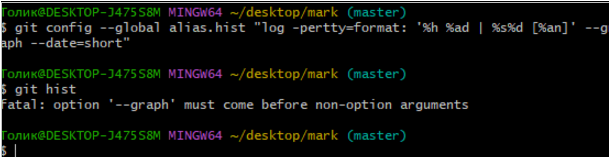 Толик@DESKTOP-J475S8M MINGW64 ~/desktop/mark (master)
$ git config --global alias.hist "log -pertty=format: '%h %ad | %s%d [%an]' --gr
aph --date=short"
Толик@DESKTOP-J475S8M MINGW64 ~/desktop/mark (master)
$ git hist
fatal: option '--graph' must come before non-option arguments
Толик@DESKTOP-J475S8M MINGW64 ~/desktop/mark (master)
$